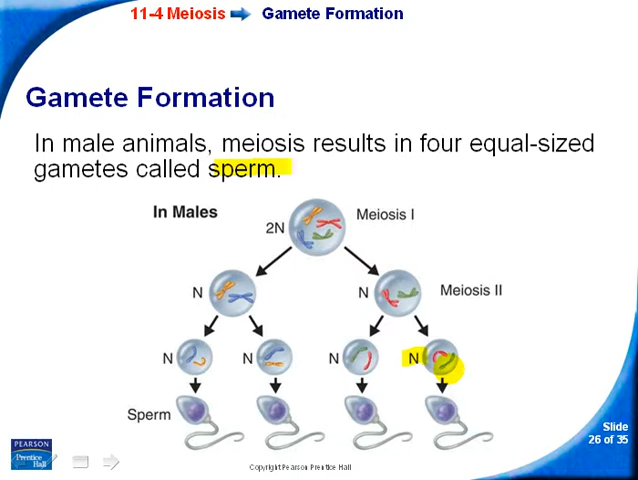 11-4 Meiosis Gamete Formation
Gamete Formation
In male animals, meiosis results in four equal-sized
gametes called sperm.
In Males
2N
Meiosis I
N
N
Meiosis II
N
N
N
N
Sperm
Slide
26 of 35
PEARSON
Prentice
Hall
Copyright Pearson Prentice Hall